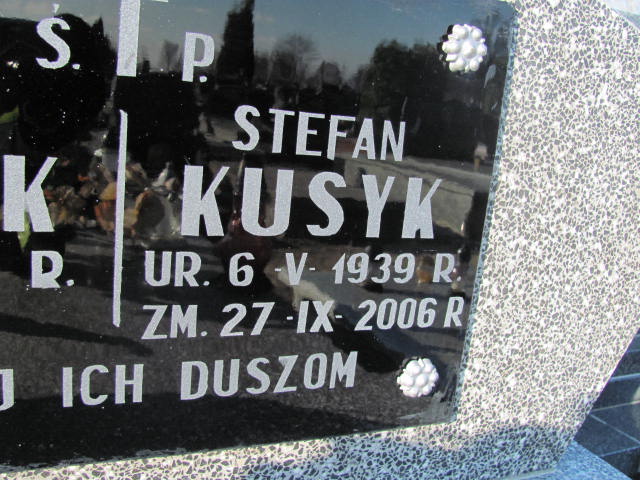 Ś. P.
STEFAN
K KUSYK
R. UR. 6 -V- 1939 R.
ZM. 27 -IX- 2006 R
J ICH DUSZOM